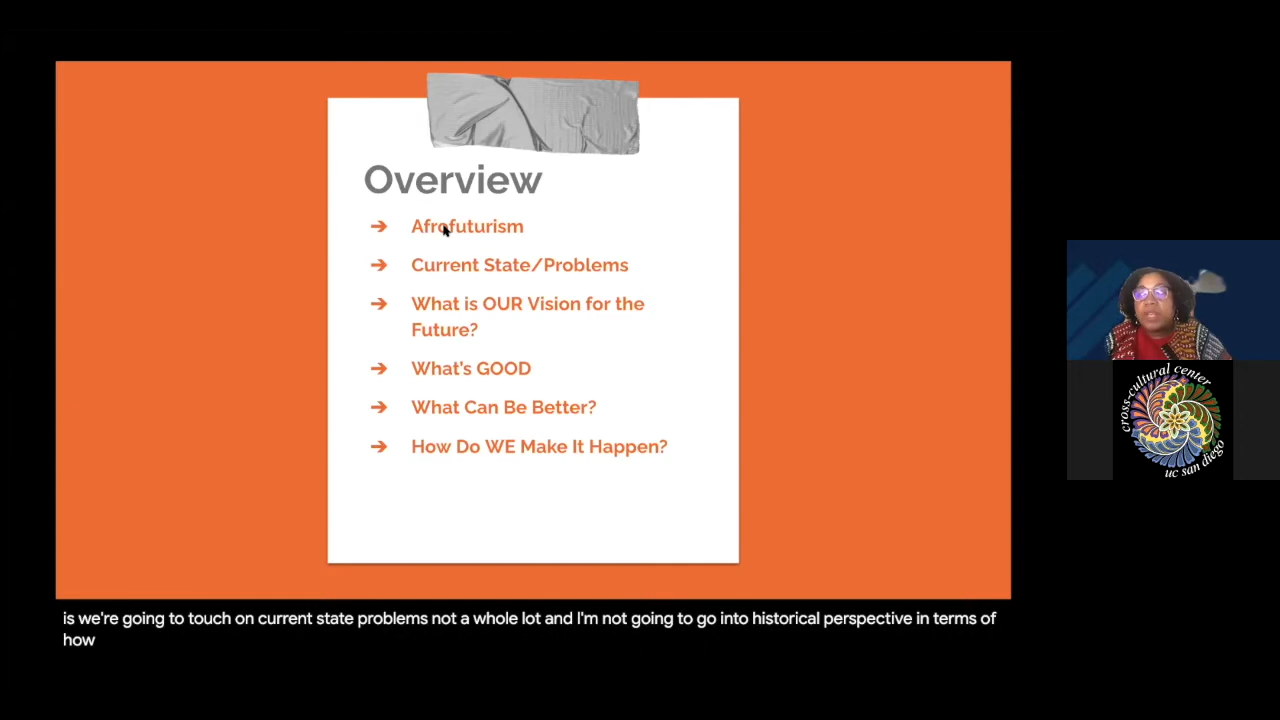 Overview
➔ Afrofuturism
➔ Current State/Problems
➔ What is OUR Vision for the
Future?
➔ What's GOOD
➔ What Can Be Better?
➔ How Do WE Make It Happen?
cross-cultural center
uc san diego
is we're going to touch on current state problems not a whole lot and I'm not going to go into historical perspective in terms of
how